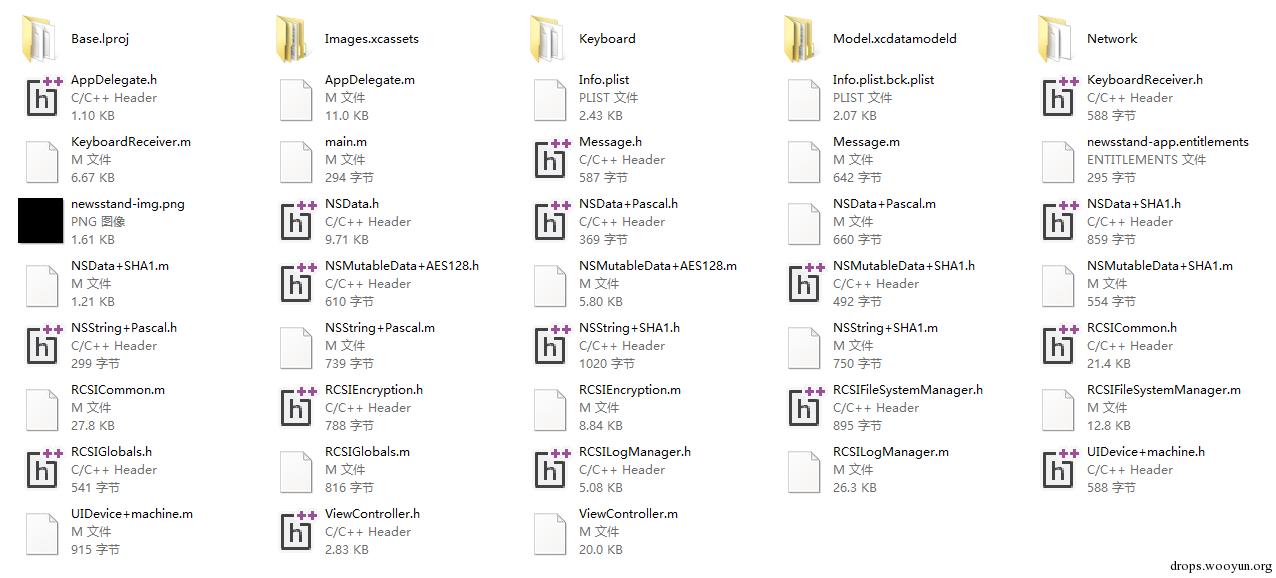 Base.lproj
Images.xcassets
Keyboard
Model.xcdatamodeld
Network
AppDelegate.h
C/C++ Header
1.10 KB
AppDelegate.m
M 文件
11.0 KB
Info.plist
PLIST 文件
2.43 KB
Info.plist.bck.plist
PLIST 文件
2.07 KB
KeyboardReceiver.h
C/C++ Header
588 字节
KeyboardReceiver.m
M 文件
6.67 KB
main.m
M 文件
294 字节
Message.h
C/C++ Header
587 字节
Message.m
M 文件
642 字节
newsstand-app.entitlements
ENTITLEMENTS 文件
295 字节
newsstand-img.png
PNG 图像
1.61 KB
NSData.h
C/C++ Header
9.71 KB
NSData+Pascal.h
C/C++ Header
369 字节
NSData+Pascal.m
M 文件
660 字节
NSData+SHA1.h
C/C++ Header
859 字节
NSData+SHA1.m
M 文件
1.21 KB
NSMutableData+AES128.h
C/C++ Header
610 字节
NSMutableData+AES128.m
M 文件
5.80 KB
NSMutableData+SHA1.h
C/C++ Header
492 字节
NSMutableData+SHA1.m
M 文件
554 字节
NSString+Pascal.h
C/C++ Header
299 字节
NSString+Pascal.m
M 文件
739 字节
NSString+SHA1.h
C/C++ Header
1020 字节
NSString+SHA1.m
M 文件
750 字节
RCSICommon.h
C/C++ Header
21.4 KB
RCSICommon.m
M 文件
27.8 KB
RCSIEncryption.h
C/C++ Header
788 字节
RCSIEncryption.m
M 文件
8.84 KB
RCSIFileSystemManager.h
C/C++ Header
895 字节
RCSIFileSystemManager.m
M 文件
12.8 KB
RCSIGlobals.h
C/C++ Header
541 字节
RCSIGlobals.m
M 文件
816 字节
RCSILogManager.h
C/C++ Header
5.08 KB
RCSILogManager.m
M 文件
26.3 KB
UIDevice+machine.h
C/C++ Header
588 字节
UIDevice+machine.m
M 文件
915 字节
ViewController.h
C/C++ Header
2.83 KB
ViewController.m
M 文件
20.0 KB
drops.wooyun.org